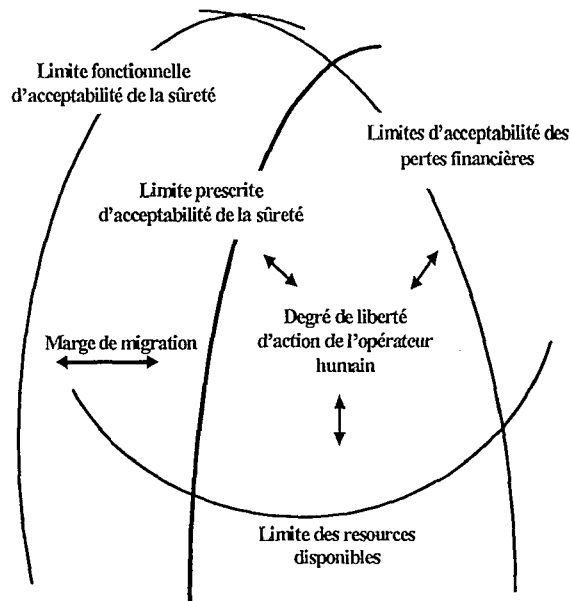 Limite fonctionnelle
d'acceptabilité de la sûreté
Limites d'acceptabilité des
pertes financières
Limite prescrite
d'acceptabilité de la sûreté
Degré de liberté
d'action de l'opérateur
humain
Marge de migration
Limite des resources
disponibles